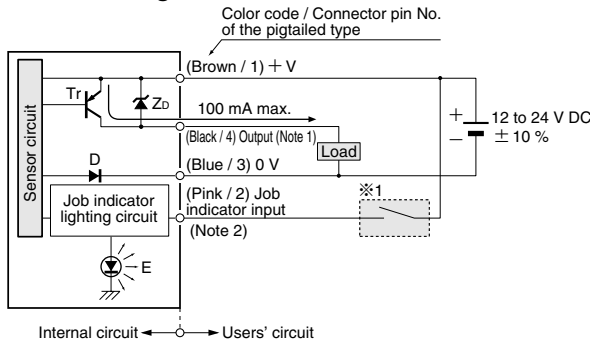 Color code / Connector pin No.
of the pigtailed type
(Brown / 1) + V
Tr
ZD
100 mA max.
(Black / 4) Output (Note 1)
Load
+
−
12 to 24 V DC
± 10 %
Sensor circuit
D
(Blue / 3) 0 V
Job indicator
lighting circuit
(Pink / 2) Job
indicator input
(Note 2)
※1
E
Internal circuit
Users' circuit